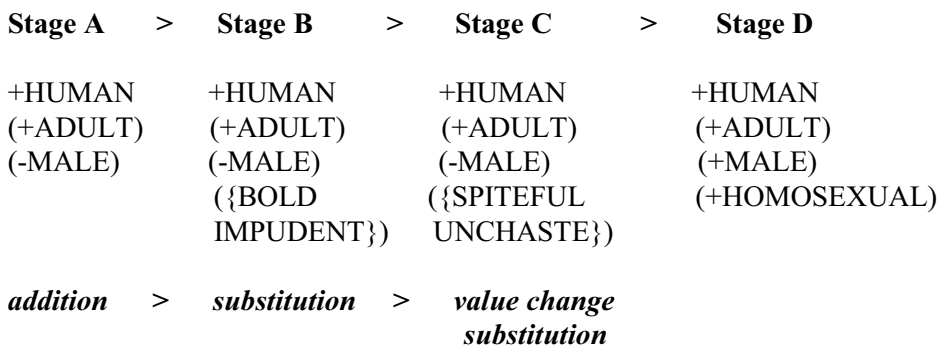 Stage A > Stage B > Stage C > Stage D
+HUMAN +HUMAN +HUMAN +HUMAN
(+ADULT) (+ADULT) (+ADULT) (+ADULT)
(-MALE) (-MALE) (-MALE) (+MALE)
({BOLD ({SPITEFUL (+HOMOSEXUAL)
IMPUDENT}) UNCHASTE})
addition > substitution > value change
substitution